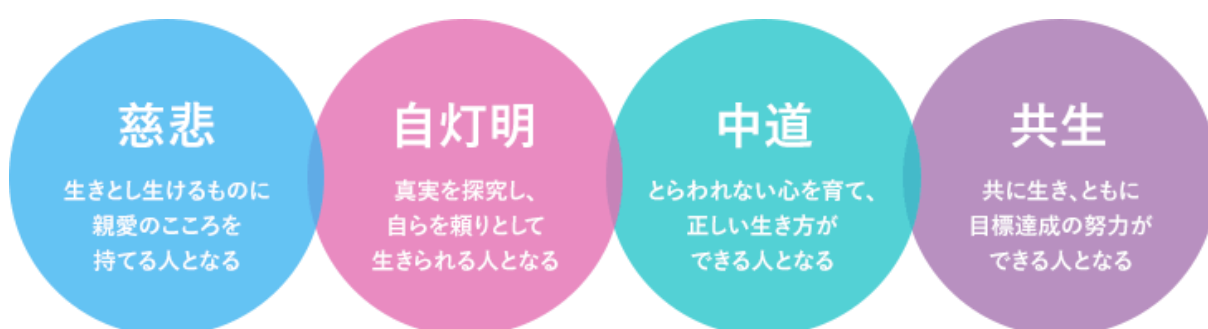 慈悲
生きとし生けるものに
親愛のこころを
持てる人となる
自灯明
真実を探究し、
自らを頼りとして
生きられる人となる
中道
とらわれない心を育て、
正しい生き方が
できる人となる
共生
共に生き、ともに
目標達成の努力が
できる人となる